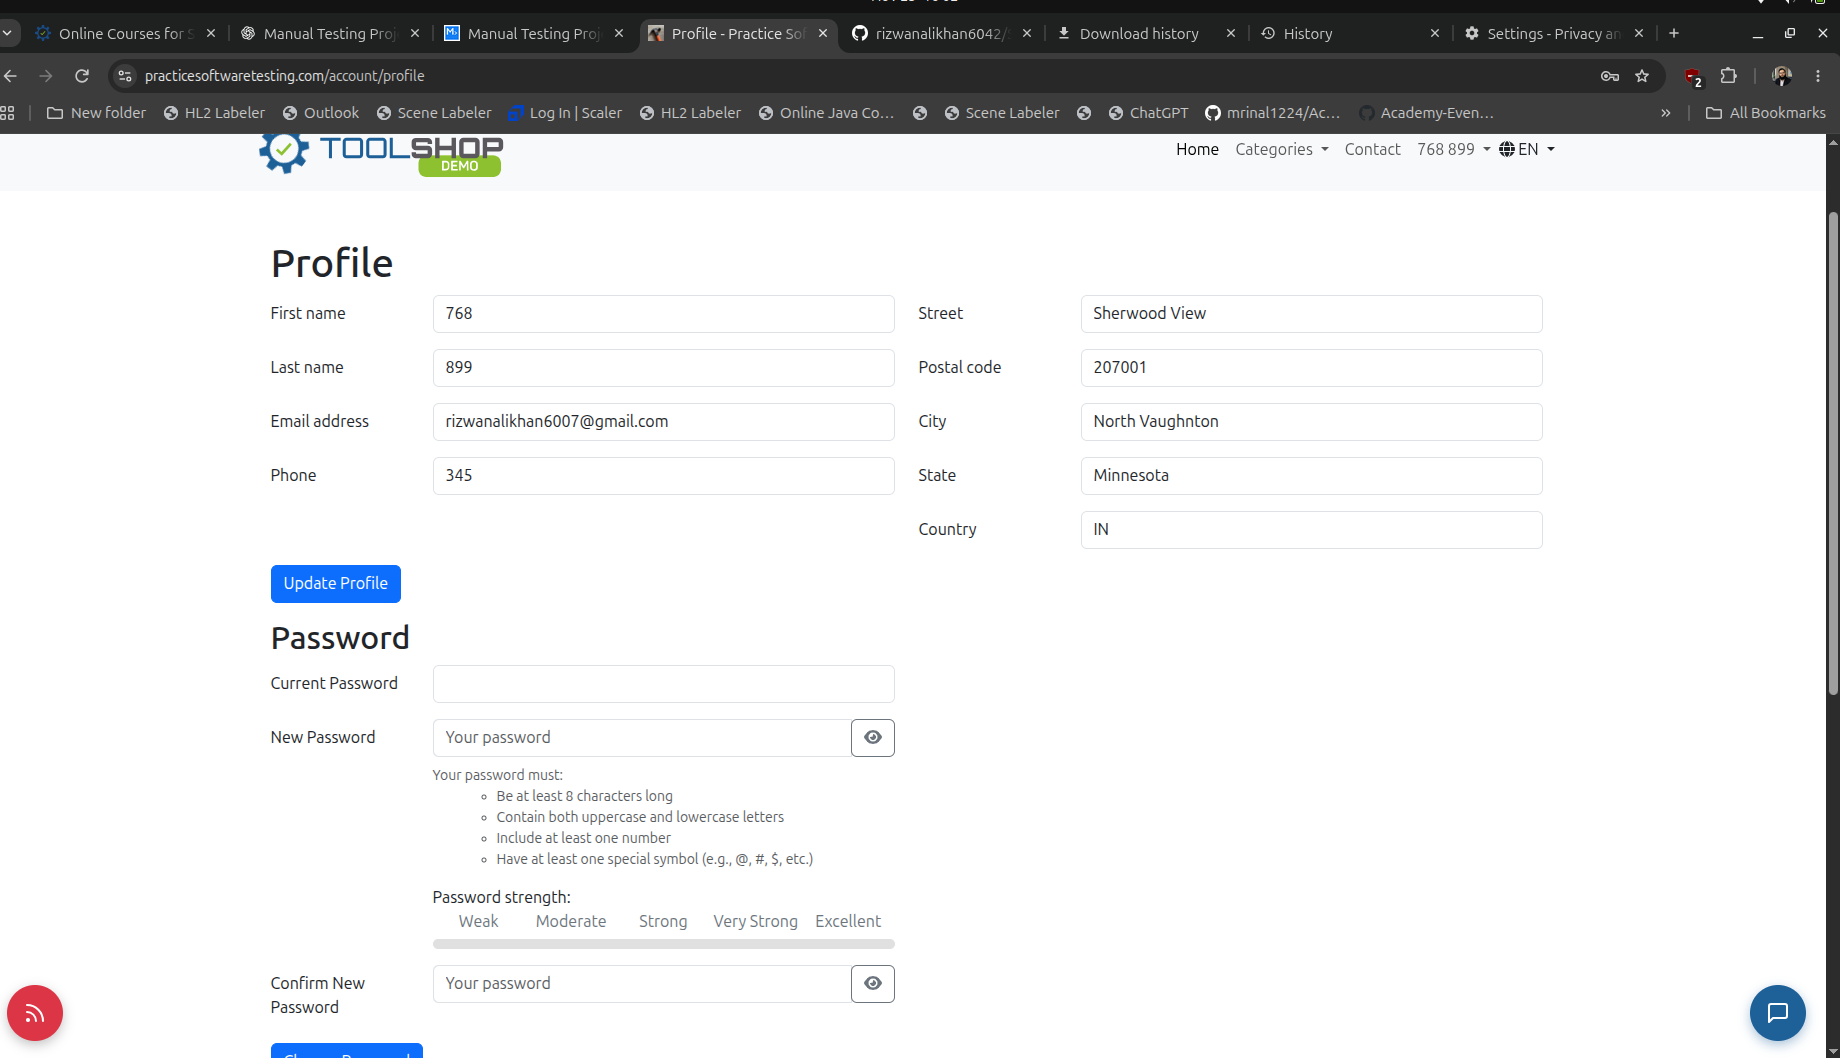 Online Courses for S
Manual Testing Proj
Manual Testing Proj
Profile - Practice Sof
rizwanalikhan6042/
Download history
History
Settings - Privacy an
practicesoftwaretesting.com/account/profile
2
New folder
HL2 Labeler
Outlook
Scene Labeler
Log In | Scaler
HL2 Labeler
Online Java Co...
Scene Labeler
ChatGPT
mrinal1224/Ac...
Academy-Even...
All Bookmarks
TOOLSHOP
DEMO
Home
Categories
Contact
768 899
EN
Profile
First name
768
Street
Sherwood View
Last name
899
Postal code
207001
Email address
rizwanalikhan6007@gmail.com
City
North Vaughnton
Phone
345
State
Minnesota
Country
IN
Update Profile
Password
Current Password
New Password
Your password
Your password must:
Be at least 8 characters long
Contain both uppercase and lowercase letters
Include at least one number
Have at least one special symbol (e.g., @, #, $, etc.)
Password strength:
Weak
Moderate
Strong
Very Strong
Excellent
Confirm New
Password
Your password